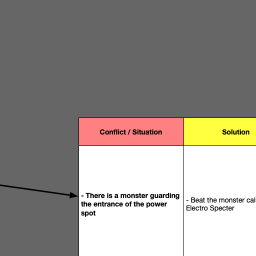 Conflict / Situation
Solution
- There is a monster guarding
the entrance of the power
spot
- Beat the monster cal
Electro Specter